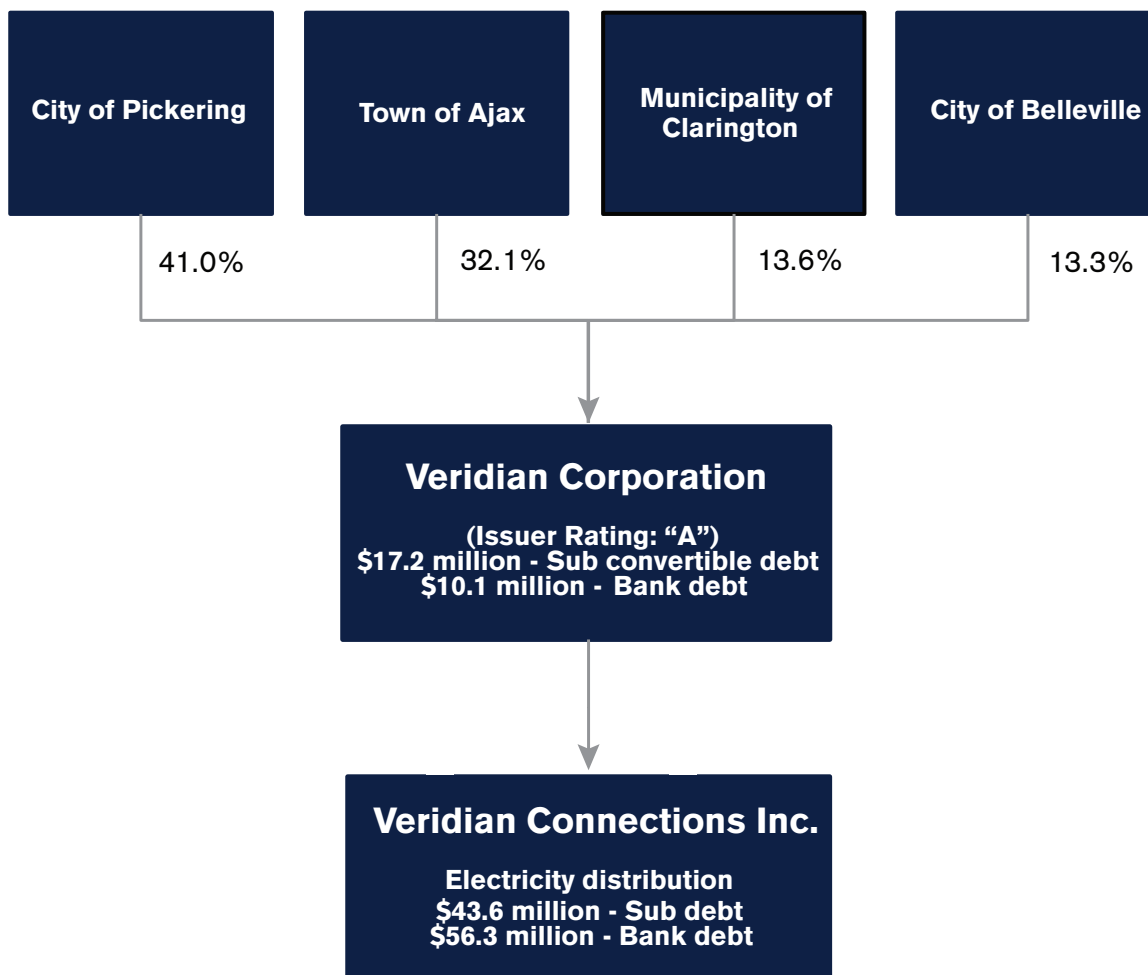 City of Pickering
Town of Ajax
Municipality of
Clarington
City of Belleville
41.0%
32.1%
13.6%
13.3%
Veridian Corporation
(Issuer Rating: “A”)
$17.2 million - Sub convertible debt
$10.1 million - Bank debt
Veridian Connections Inc.
Electricity distribution
$43.6 million - Sub debt
$56.3 million - Bank debt